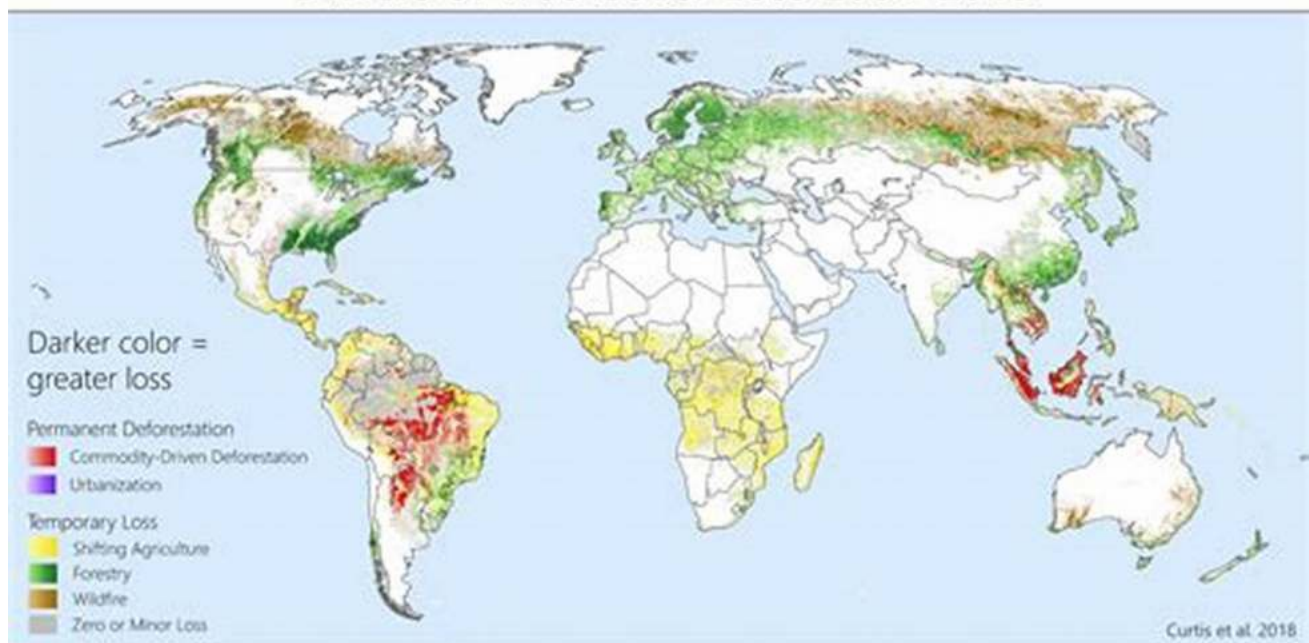 Darker color =
greater loss
Permanent Deforestation
Commodity-Driven Deforestation
Urbanization
Temporary Loss
Shifting Agriculture
Forestry
Wildfire
Zero or Minor Loss
Curtis et al. 2018